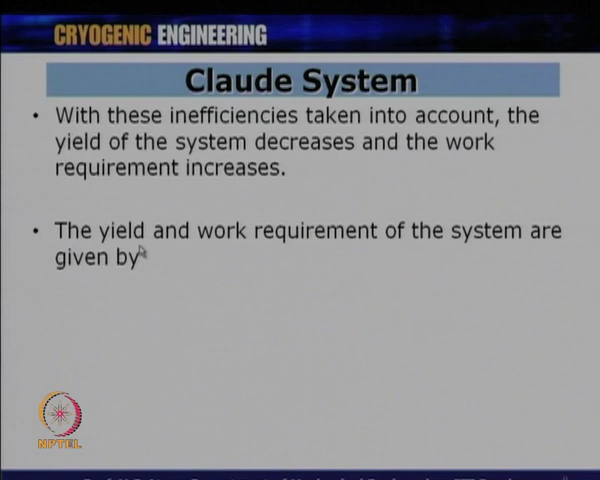 CRYOGENIC ENGINEERING
Claude System
• With these inefficiencies taken into account, the
yield of the system decreases and the work
requirement increases.
• The yield and work requirement of the system are
given by
NPTEL